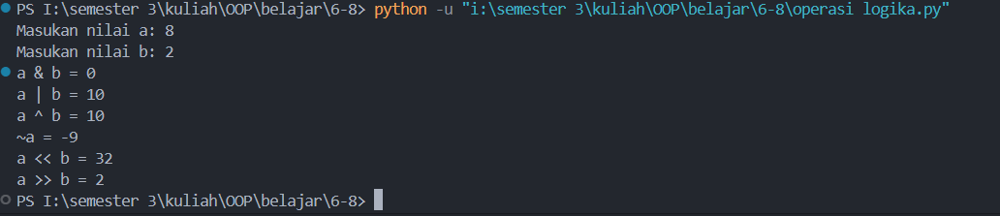 PS I:\semester 3\kuliah\OOP\belajar\6-8> python -u "i:\semester 3\kuliah\OOP\belajar\6-8\operasi logika.py"
Masukan nilai a: 8
Masukan nilai b: 2
a & b = 0
a | b = 10
a ^ b = 10
~a = -9
a << b = 32
a >> b = 2
PS I:\semester 3\kuliah\OOP\belajar\6-8>